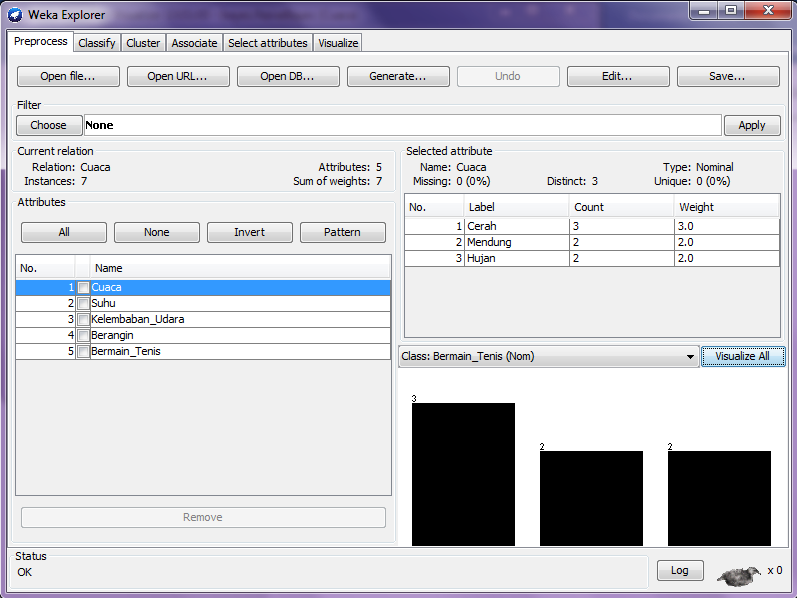 Weka Explorer
Preprocess Classify Cluster Associate Select attributes Visualize
Open file... Open URL... Open DB... Generate... Undo Edit... Save...
Filter
Choose None Apply
Current relation
Relation: Cuaca Attributes: 5
Instances: 7 Sum of weights: 7
Attributes
All None Invert Pattern
No. Name
1 Cuaca
2 Suhu
3 Kelembaban_Udara
4 Berangin
5 Bermain_Tenis
Remove
Selected attribute
Name: Cuaca Type: Nominal
Missing: 0 (0%) Distinct: 3 Unique: 0 (0%)
No. Label Count Weight
1 Cerah 3 3.0
2 Mendung 2 2.0
3 Hujan 2 2.0
Class: Bermain_Tenis (Nom) Visualize All
3
2 2
Status
OK
Log x 0